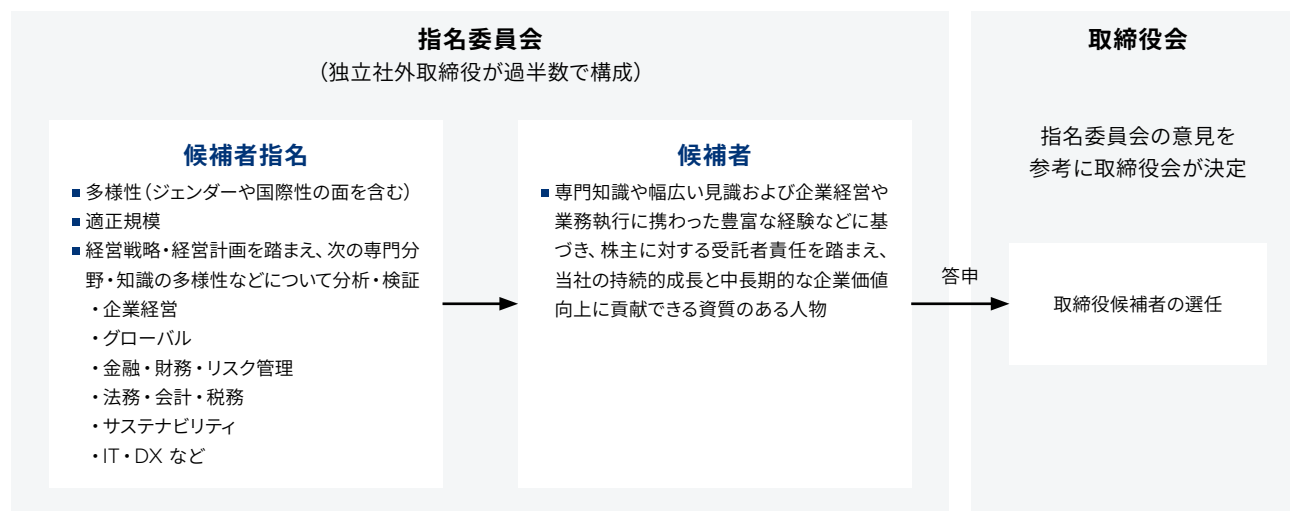 指名委員会
（独立社外取締役が過半数で構成）
候補者指名
■ 多様性（ジェンダーや国際性の面を含む）
■ 適正規模
■ 経営戦略・経営計画を踏まえ、次の専門分
野・知識の多様性などについて分析・検証
・企業経営
・グローバル
・金融・財務・リスク管理
・法務・会計・税務
・サステナビリティ
・IT・DX など
候補者
■ 専門知識や幅広い見識および企業経営や
業務執行に携わった豊富な経験などに基
づき、株主に対する受託者責任を踏まえ、
当社の持続的成長と中長期的な企業価値
向上に貢献できる資質のある人物
答申
取締役会
指名委員会の意見を
参考に取締役会が決定
取締役候補者の選任